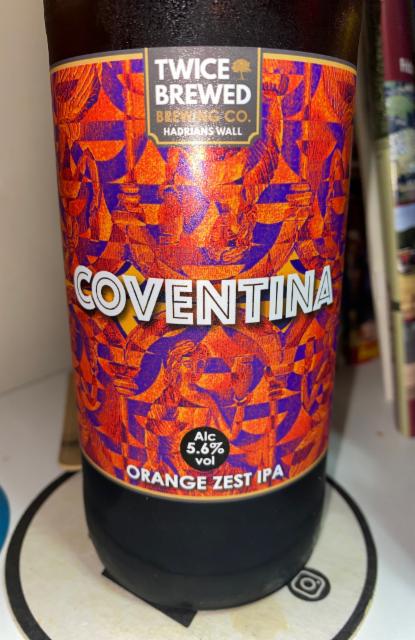 TWICE
BREWED
BREWING CO.
HADRIANS WALL
COVENTINA
Alc
5.6%
vol
ORANGE ZEST IPA